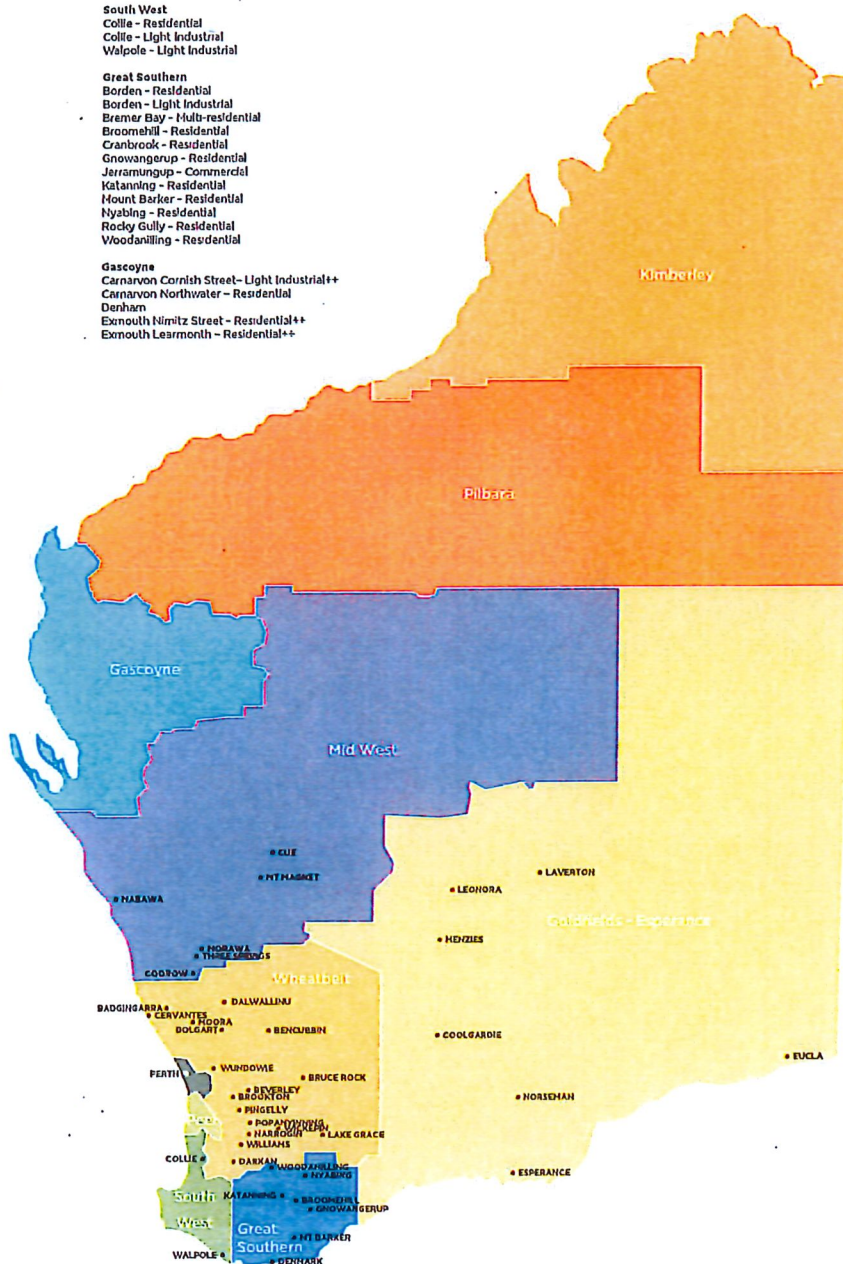 South West
Collie - Residential
Collie - Light Industrial
Walpole - Light Industrial
Great Southern
Borden - Residential
Borden - Light Industrial
Bremer Bay - Multi-residential
Broomehill - Residential
Cranbrook - Residential
Gnowangerup - Residential
Jerramungup - Commercial
Katanning - Residential
Mount Barker - Residential
Nyabing - Residential
Rocky Gully - Residential
Woodanilling - Residential
Gascoyne
Carnarvon Cornish Street- Light Industrial++
Carnarvon Northwater - Residential
Denham
Exmouth Nimitz Street - Residential++
Exmouth Learmonth - Residential++
Kimberley
Pilbara
Gascoyne
Mid West
CUE
MT MAGNET
LAVERTON
LEONORA
NABAWA
Goldfields - Esperance
MENZIES
MORAWA
THREE SPRINGS
COOROW
Wheatbelt
DALWALLINU
BADGINGARRA
CERVANTES
MOORA
BOLGART
BENCUBBIN
COOLGARDIE
EUCLA
WUNDOWIE
PERTH
BRUCE ROCK
BEVERLEY
BROOKTON
NORSEMAN
PINGELLY
Peel
POPANYINNING
WICKEPIN
NARROGIN
LAKE GRACE
WILLIAMS
COLLIE
DARKAN
WOODANILLING
NYABING
ESPERANCE
South
West
KATANNING
BROOMEHILL
GNOWANGERUP
Great
Southern
MT BARKER
WALPOLE
DENMARK